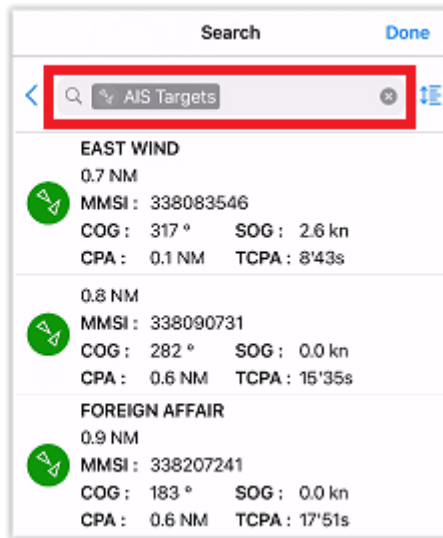 Search Done
AIS Targets
EAST WIND
0.7 NM
MMSI : 338083546
COG : 317 ° SOG : 2.6 kn
CPA : 0.1 NM TCPA : 8'43s
0.8 NM
MMSI : 338090731
COG : 282 ° SOG : 0.0 kn
CPA : 0.6 NM TCPA : 15'35s
FOREIGN AFFAIR
0.9 NM
MMSI : 338207241
COG : 183 ° SOG : 0.0 kn
CPA : 0.6 NM TCPA : 17'51s